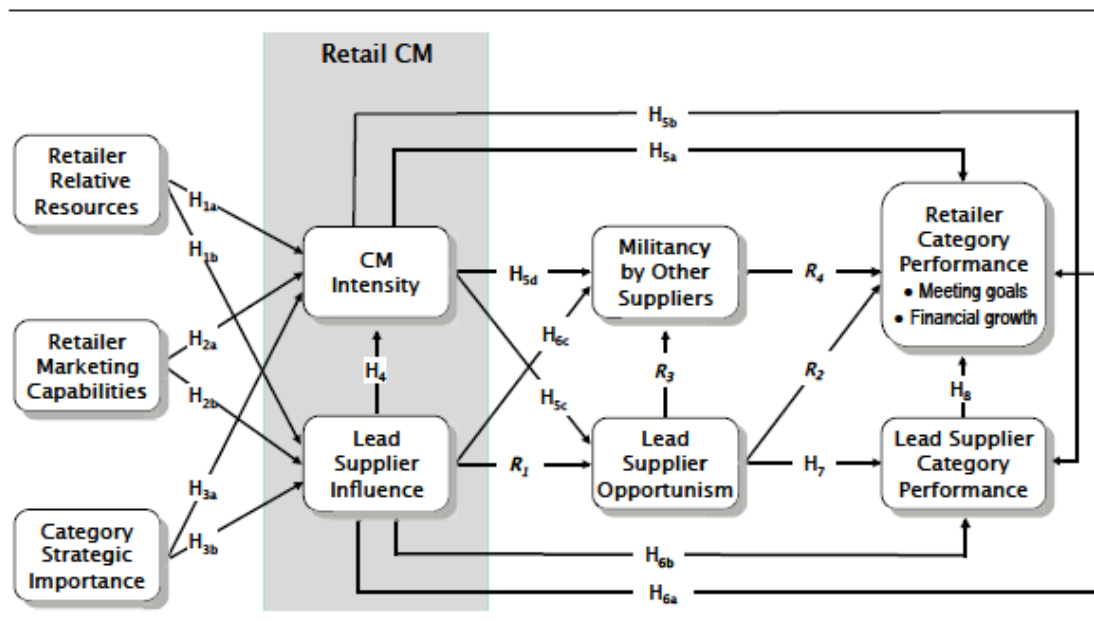 Retail CM
H5b
H5a
Retailer
Relative
Resources
H1a
H1b
CM
Intensity
H5d
Militancy
by Other
Suppliers
R4
Retailer
Category
Performance
• Meeting goals
• Financial growth
Retailer
Marketing
Capabilities
H2a
H2b
H4
H6c
H5c
R3
R2
H8
Lead
Supplier
Influence
R1
Lead
Supplier
Opportunism
H7
Lead Supplier
Category
Performance
H3a
H3b
Category
Strategic
Importance
H6b
H6a